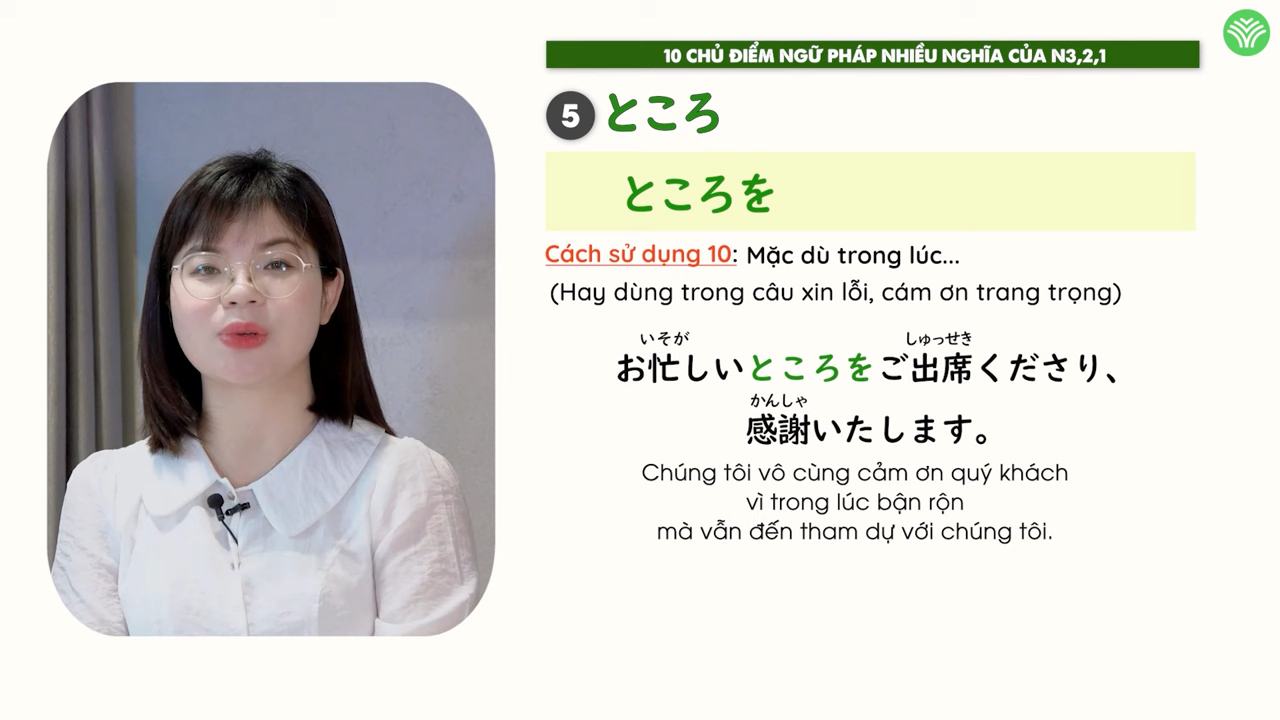 10 CHỦ ĐIỂM NGỮ PHÁP NHIỀU NGHĨA CỦA N3,2,1
5 ところ
ところを
Cách sử dụng 10: Mặc dù trong lúc...
(Hay dùng trong câu xin lỗi, cám ơn trang trọng)
いそが しゅっせき
お忙しいところをご出席くださり、
かんしゃ
感謝いたします。
Chúng tôi vô cùng cảm ơn quý khách
vì trong lúc bận rộn
mà vẫn đến tham dự với chúng tôi.